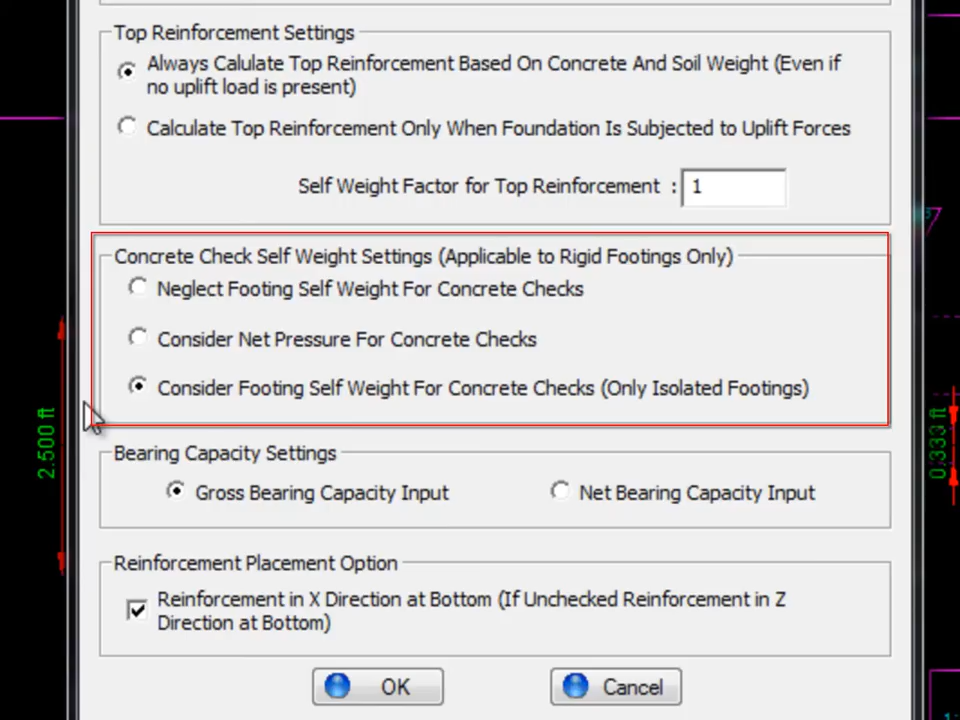 Top Reinforcement Settings
Always Calulate Top Reinforcement Based On Concrete And Soil Weight (Even if
no uplift load is present)
Calculate Top Reinforcement Only When Foundation Is Subjected to Uplift Forces
Self Weight Factor for Top Reinforcement : 1
Concrete Check Self Weight Settings (Applicable to Rigid Footings Only)
Neglect Footing Self Weight For Concrete Checks
Consider Net Pressure For Concrete Checks
Consider Footing Self Weight For Concrete Checks (Only Isolated Footings)
2.500 ft
0.333 ft
Bearing Capacity Settings
Gross Bearing Capacity Input
Net Bearing Capacity Input
Reinforcement Placement Option
Reinforcement in X Direction at Bottom (If Unchecked Reinforcement in Z
Direction at Bottom)
OK
Cancel